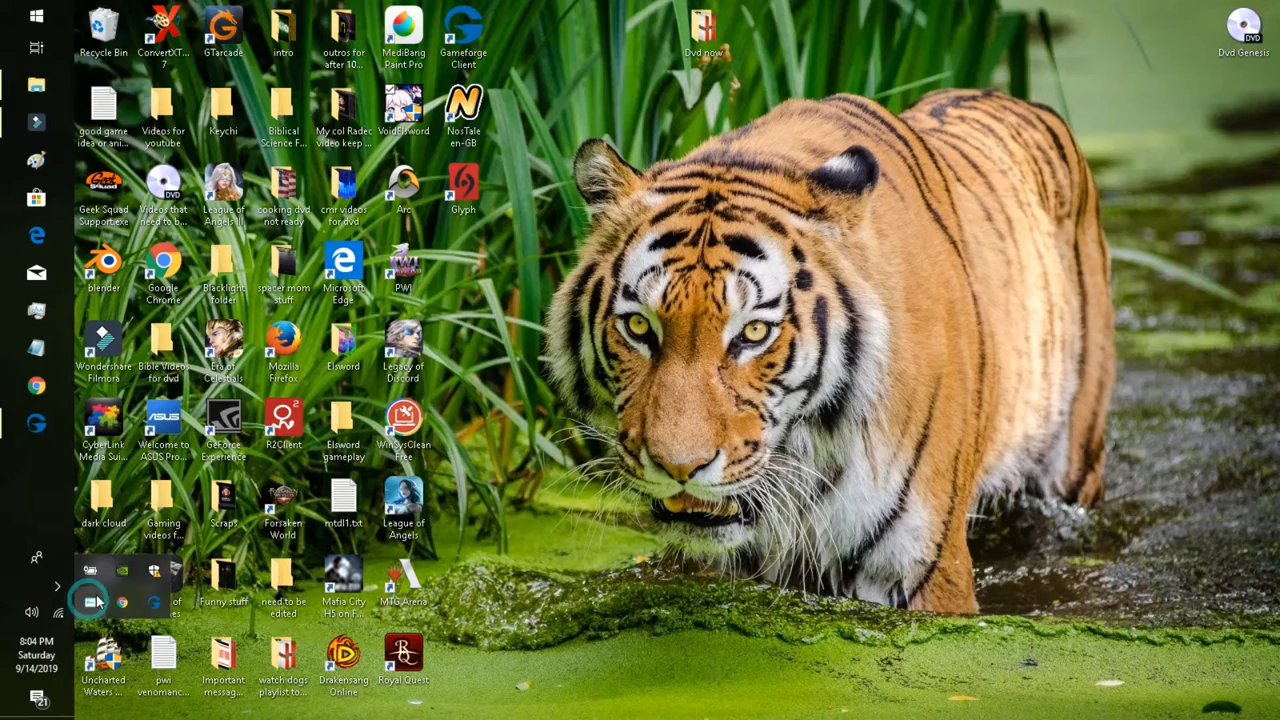 Recycle Bin
ConvertXT...
7
GTarcade
intro
outros for
after 10...
MediBang
Paint Pro
Gameforge
Client
Dvd now
DVD
Dvd Genesis
good game
idea or ani...
Videos for
youtube
Keychi
Biblical
Science F...
My col Radec
video keep ...
VoidElsword
NosTale
en-GB
Geek Squad
Support.exe
DVD
Videos that
need to b...
League of
Angels III
cooking dvd
not ready
cmr videos
for dvd
Arc
Glyph
blender
Google
Chrome
Blacklight
folder
spacer mom
stuff
Microsoft
Edge
PWI
Wondershare
Filmora
Bible Videos
for dvd
Era of
Celestials
Mozilla
Firefox
Elsword
Legacy of
Discord
CyberLink
Media Sui...
ASUS
Welcome to
ASUS Pro...
GeForce
Experience
R2Client
Elsword
gameplay
WinSysClean
Free
dark cloud
Gaming
videos f...
Scraps
Forsaken
World
mtdl1.txt
League of
Angels
of
Funny stuff
need to be
edited
Mafia City
H5 on F...
MTG Arena
Uncharted
Waters ...
pwi
venomanc...
Important
messag...
watch dogs
playlist to...
Drakensang
Online
Royal Quest
8:04 PM
Saturday
9/14/2019
21